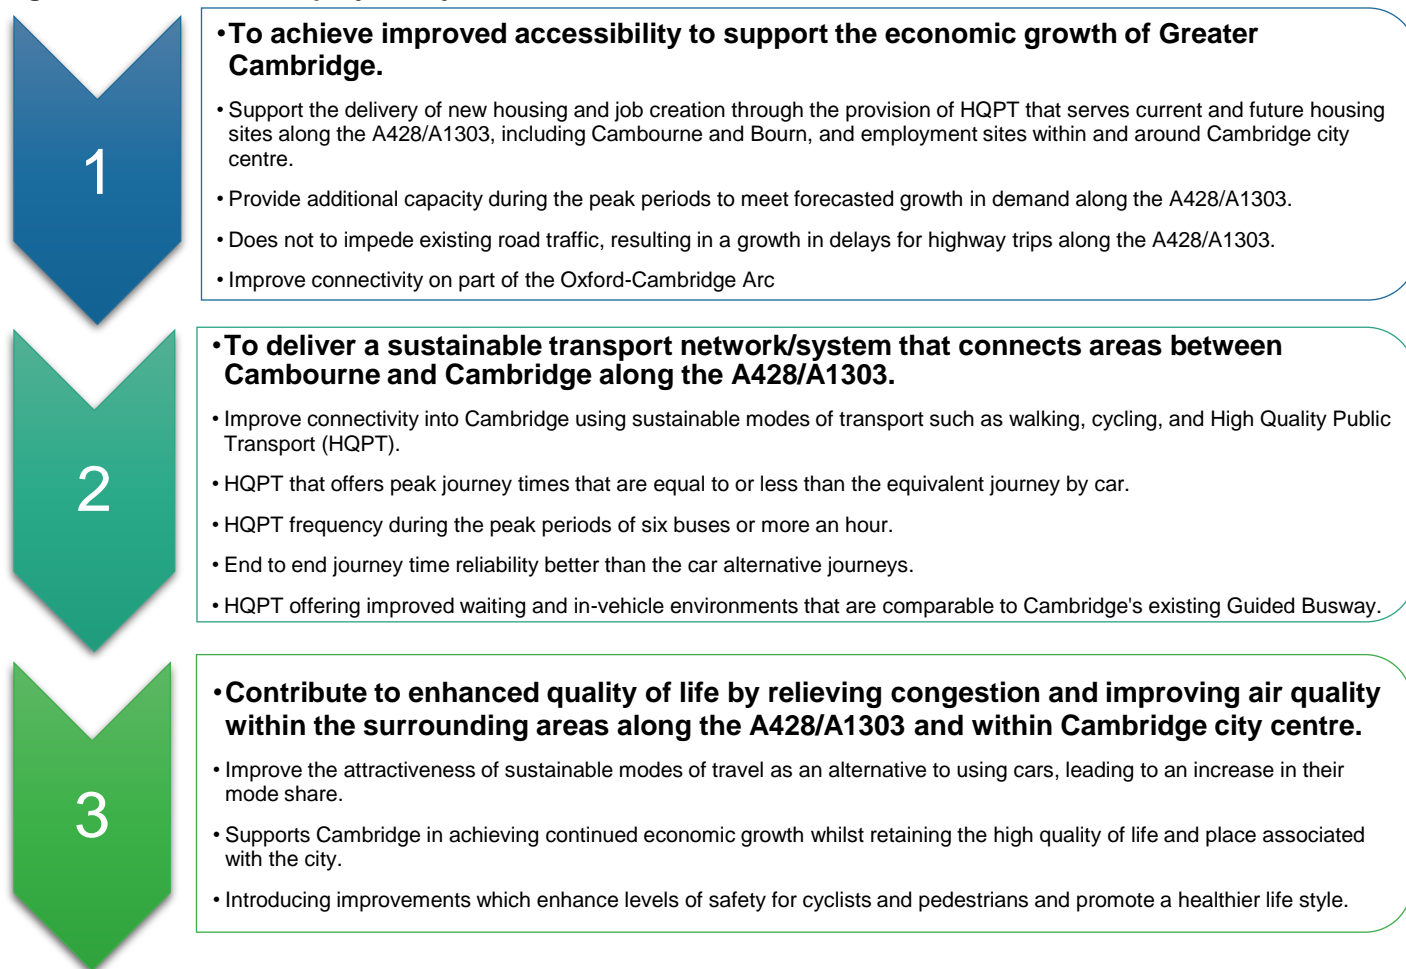 1
•To achieve improved accessibility to support the economic growth of Greater
Cambridge.
• Support the delivery of new housing and job creation through the provision of HQPT that serves current and future housing
sites along the A428/A1303, including Cambourne and Bourn, and employment sites within and around Cambridge city
centre.
• Provide additional capacity during the peak periods to meet forecasted growth in demand along the A428/A1303.
• Does not to impede existing road traffic, resulting in a growth in delays for highway trips along the A428/A1303.
• Improve connectivity on part of the Oxford-Cambridge Arc
2
•To deliver a sustainable transport network/system that connects areas between
Cambourne and Cambridge along the A428/A1303.
• Improve connectivity into Cambridge using sustainable modes of transport such as walking, cycling, and High Quality Public
Transport (HQPT).
• HQPT that offers peak journey times that are equal to or less than the equivalent journey by car.
• HQPT frequency during the peak periods of six buses or more an hour.
• End to end journey time reliability better than the car alternative journeys.
• HQPT offering improved waiting and in-vehicle environments that are comparable to Cambridge's existing Guided Busway.
3
•Contribute to enhanced quality of life by relieving congestion and improving air quality
within the surrounding areas along the A428/A1303 and within Cambridge city centre.
• Improve the attractiveness of sustainable modes of travel as an alternative to using cars, leading to an increase in their
mode share.
• Supports Cambridge in achieving continued economic growth whilst retaining the high quality of life and place associated
with the city.
• Introducing improvements which enhance levels of safety for cyclists and pedestrians and promote a healthier life style.